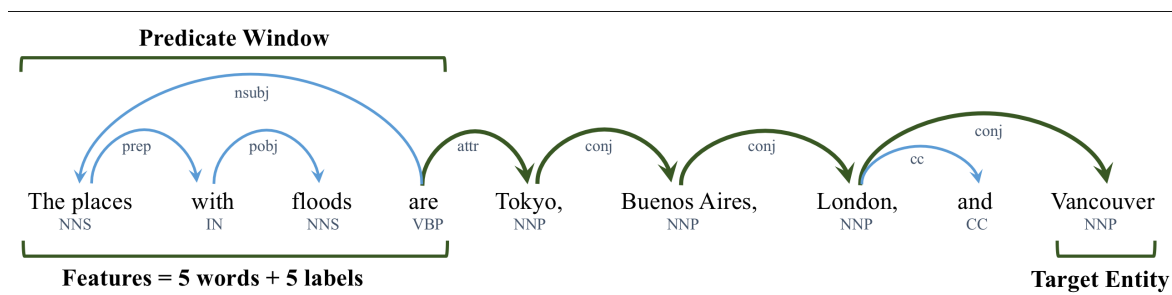 Predicate Window
nsubj
prep pobj attr conj conj conj
cc
The places with floods are Tokyo, Buenos Aires, London, and Vancouver
NNS IN NNS VBP NNP NNP NNP CC NNP
Features = 5 words + 5 labels Target Entity